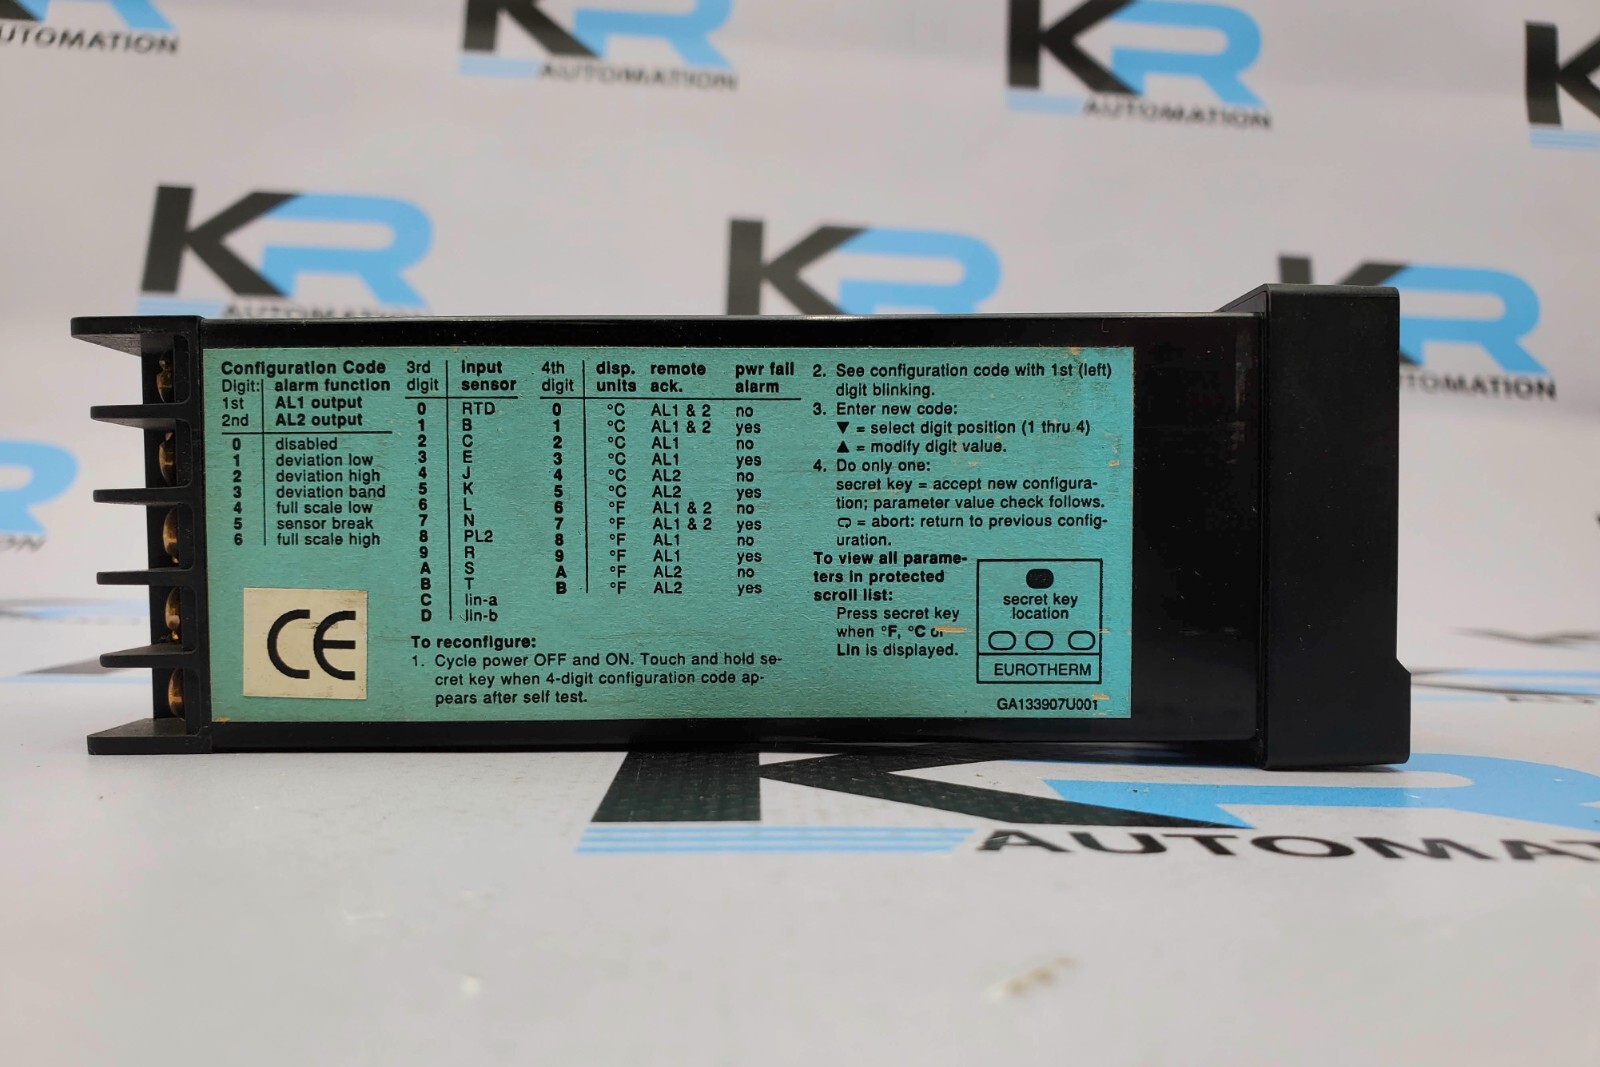 KR
AUTOMATION
KR
AUTOMATION
KR
AUTOMATION
KR
AUTOMATION
KR
KR
AUTOMATION
Configuration Code
Digit: alarm function
1st AL1 output
2nd AL2 output
0 disabled
1 deviation low
2 deviation high
3 deviation band
4 full scale low
5 sensor break
6 full scale high
3rd digit input sensor
0 RTD
1 B
2 C
3 E
4 J
5 K
6 L
7 N
8 PL2
9 R
A S
B T
C lin-a
D lin-b
4th digit disp. units remote ack. pwr fail alarm
0 °C AL1 & 2 no
1 °C AL1 & 2 yes
2 °C AL1 no
3 °C AL1 yes
4 °C AL2 no
5 °C AL2 yes
6 °F AL1 & 2 no
7 °F AL1 & 2 yes
8 °F AL1 no
9 °F AL1 yes
A °F AL2 no
B °F AL2 yes
CE
To reconfigure:
1. Cycle power OFF and ON. Touch and hold se-
cret key when 4-digit configuration code ap-
pears after self test.
2. See configuration code with 1st (left)
digit blinking.
3. Enter new code:
▼ = select digit position (1 thru 4)
▲ = modify digit value.
4. Do only one:
secret key = accept new configura-
tion; parameter value check follows.
= abort: return to previous config-
uration.
To view all parame-
ters in protected
scroll list:
Press secret key
when °F, °C or
Lin is displayed.
secret key
location
EUROTHERM
GA133907U001
KR
AUTOMAT